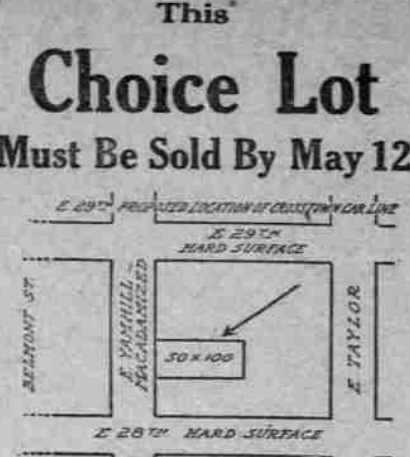 This
Choice Lot
Must Be Sold By May 12
E 29TH PROPOSED LOCATION OF CROSSTOWN CAR LINE
E 29TH
HARD SURFACE
BELMONT ST.
E YAMHILL-
MACADAMIZED
50 X 100
E TAYLOR
E 28TH HARD SURFACE